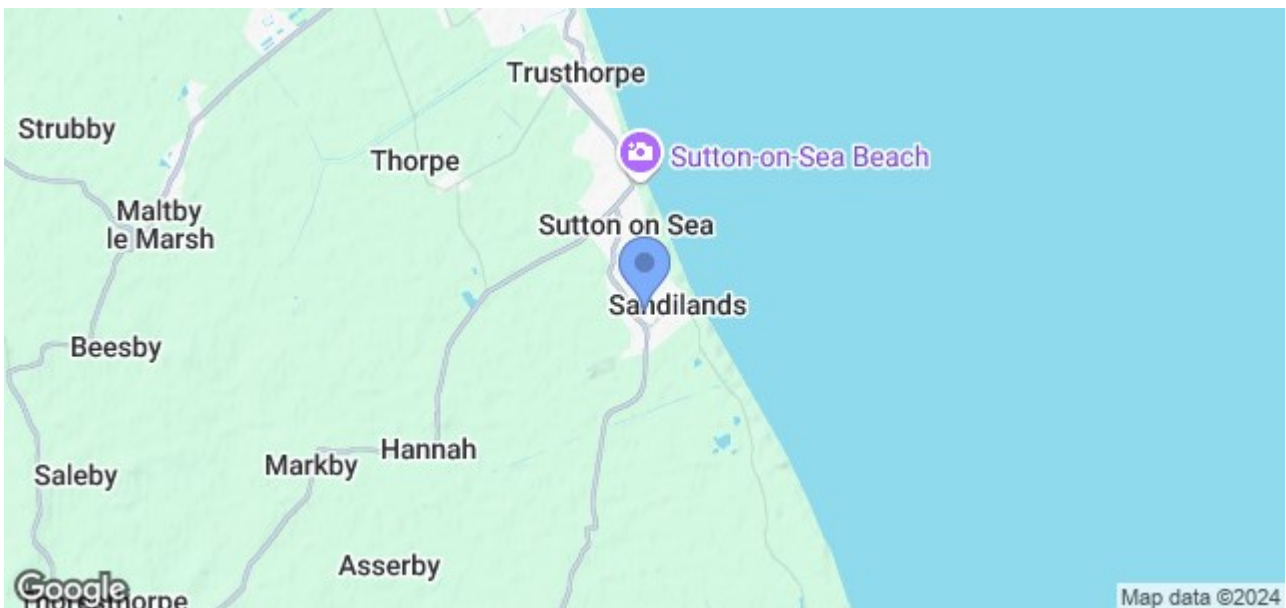 Trusthorpe
Strubby
Thorpe
Sutton-on-Sea Beach
Maltby
le Marsh
Sutton on Sea
Sandilands
Beesby
Hannah
Markby
Saleby
Asserby
Google
Map data ©2024